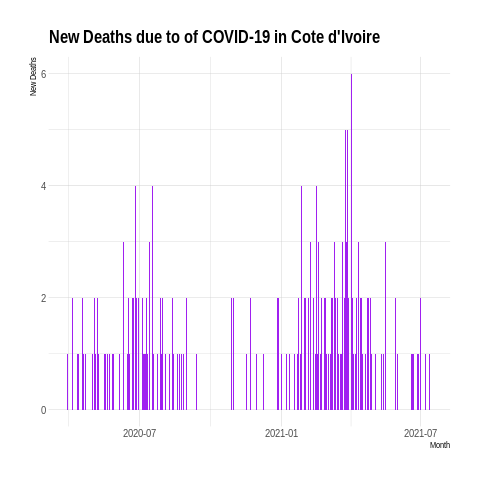 New Deaths due to of COVID-19 in Cote d'Ivoire
New Deaths
6
4
2
0
2020-07
2021-01
2021-07
Month